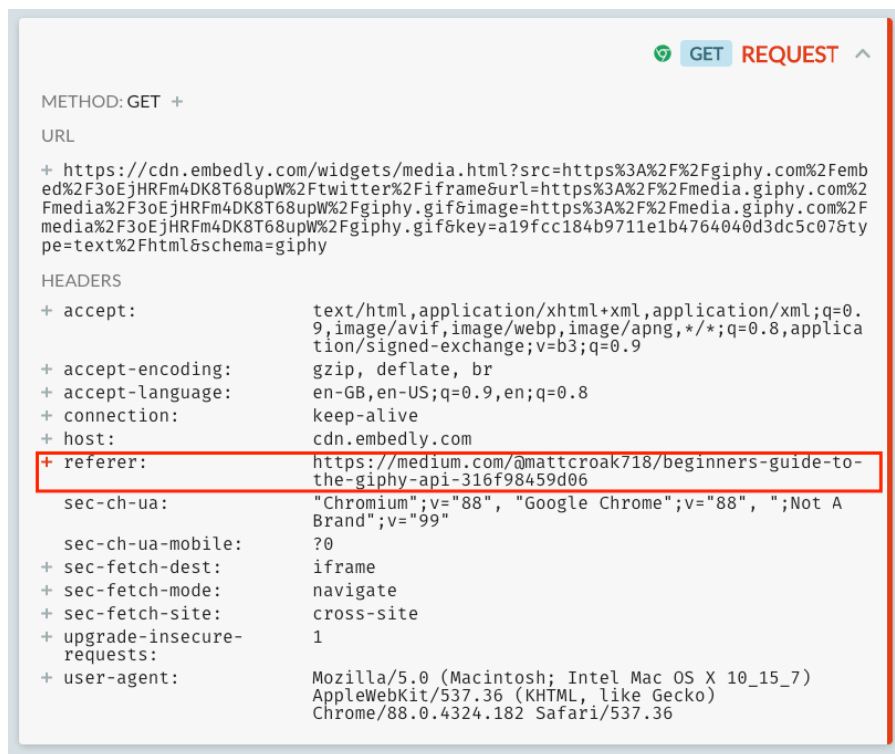 GET REQUEST
METHOD: GET +
URL
+ https://cdn.embedly.com/widgets/media.html?src=https%3A%2F%2Fgiphy.com%2Femb
ed%2F3oEjHRFm4DK8T68upW%2Ftwitter%2Fiframe&url=https%3A%2F%2Fmedia.giphy.com%2
Fmedia%2F3oEjHRFm4DK8T68upW%2Fgiphy.gif&image=https%3A%2F%2Fmedia.giphy.com%2F
media%2F3oEjHRFm4DK8T68upW%2Fgiphy.gif&key=a19fcc184b9711e1b4764040d3dc5c07&ty
pe=text%2Fhtml&schema=giphy
HEADERS
+ accept: text/html,application/xhtml+xml,application/xml;q=0.
9,image/avif,image/webp,image/apng,*/*;q=0.8,applica
tion/signed-exchange;v=b3;q=0.9
+ accept-encoding: gzip, deflate, br
+ accept-language: en-GB,en-US;q=0.9,en;q=0.8
+ connection: keep-alive
+ host: cdn.embedly.com
+ referer: https://medium.com/@mattcroak718/beginners-guide-to-
the-giphy-api-316f98459d06
sec-ch-ua: "Chromium";v="88", "Google Chrome";v="88", ";Not A
Brand";v="99"
sec-ch-ua-mobile: ?0
+ sec-fetch-dest: iframe
+ sec-fetch-mode: navigate
+ sec-fetch-site: cross-site
+ upgrade-insecure- 1
requests:
+ user-agent: Mozilla/5.0 (Macintosh; Intel Mac OS X 10_15_7)
AppleWebKit/537.36 (KHTML, like Gecko)
Chrome/88.0.4324.182 Safari/537.36